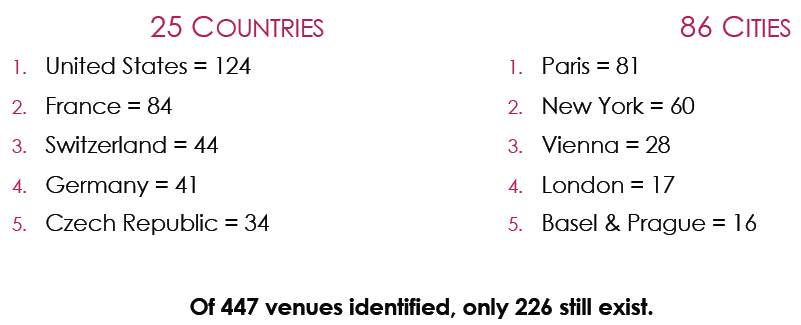 25 COUNTRIES
1. United States = 124
2. France = 84
3. Switzerland = 44
4. Germany = 41
5. Czech Republic = 34
86 CITIES
1. Paris = 81
2. New York = 60
3. Vienna = 28
4. London = 17
5. Basel & Prague = 16
Of 447 venues identified, only 226 still exist.